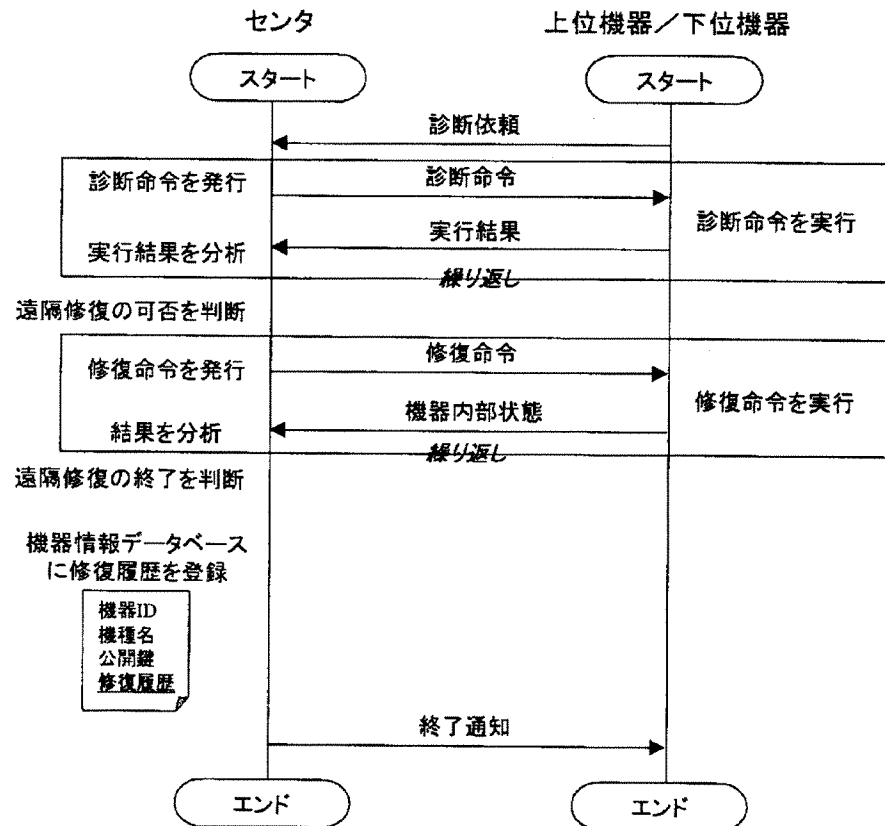 センタ
上位機器／下位機器
スタート
スタート
診断依頼
診断命令を発行
診断命令
診断命令を実行
実行結果
実行結果を分析
繰り返し
遠隔修復の可否を判断
修復命令を発行
修復命令
修復命令を実行
機器内部状態
結果を分析
繰り返し
遠隔修復の終了を判断
機器情報データベース
に修復履歴を登録
機器ID
機種名
公開鍵
修復履歴
終了通知
エンド
エンド